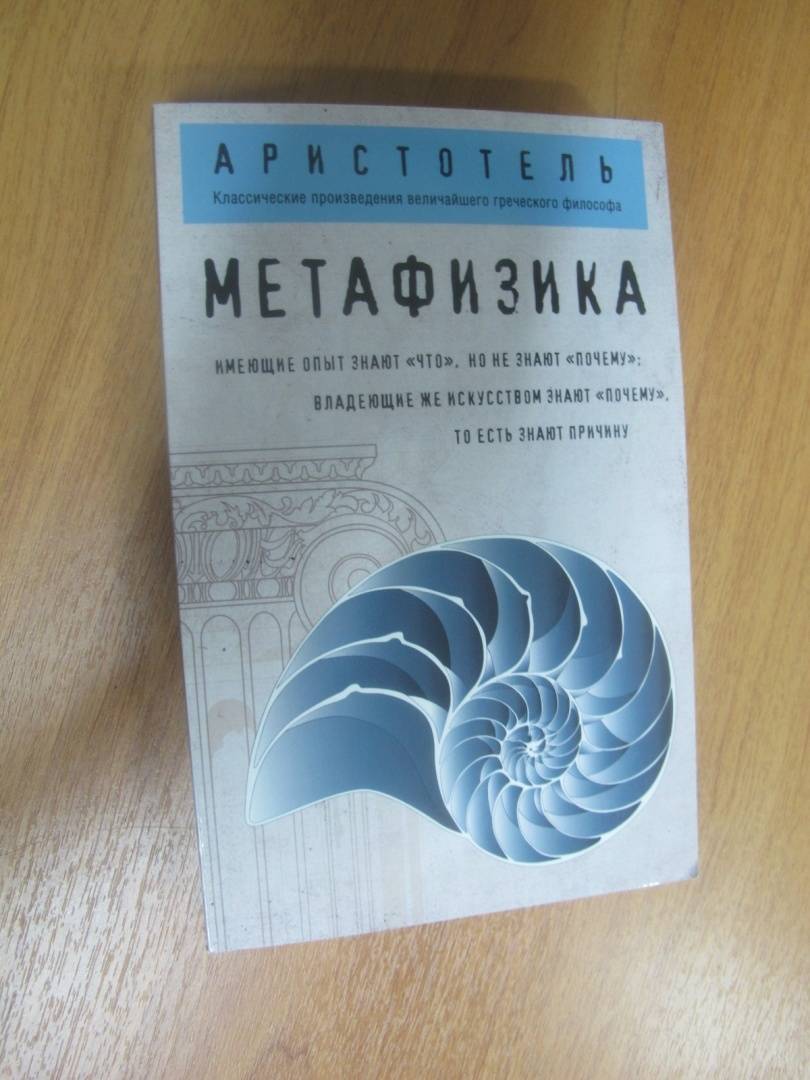 АРИСТОТЕЛЬ
Классические произведения величайшего греческого философа
МЕТАФИЗИКА
ИМЕЮЩИЕ ОПЫТ ЗНАЮТ «ЧТО», НО НЕ ЗНАЮТ «ПОЧЕМУ»;
ВЛАДЕЮЩИЕ ЖЕ ИСКУССТВОМ ЗНАЮТ «ПОЧЕМУ»,
ТО ЕСТЬ ЗНАЮТ ПРИЧИНУ